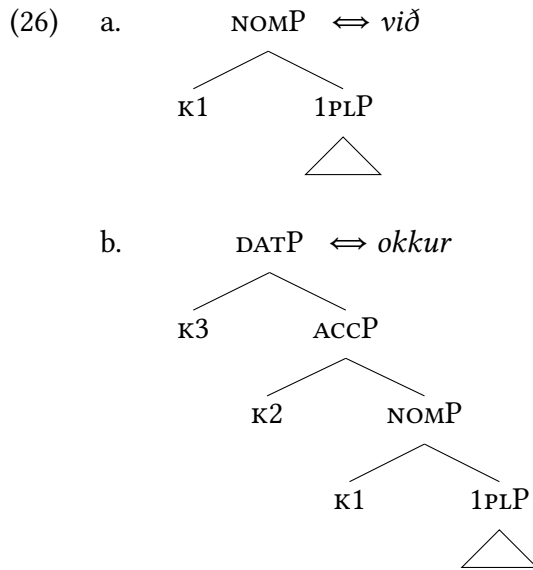 (26) a. NOMP ⇔ við
K1 1PLP
b. DATP ⇔ okkur
K3 ACCP
K2 NOMP
K1 1PLP